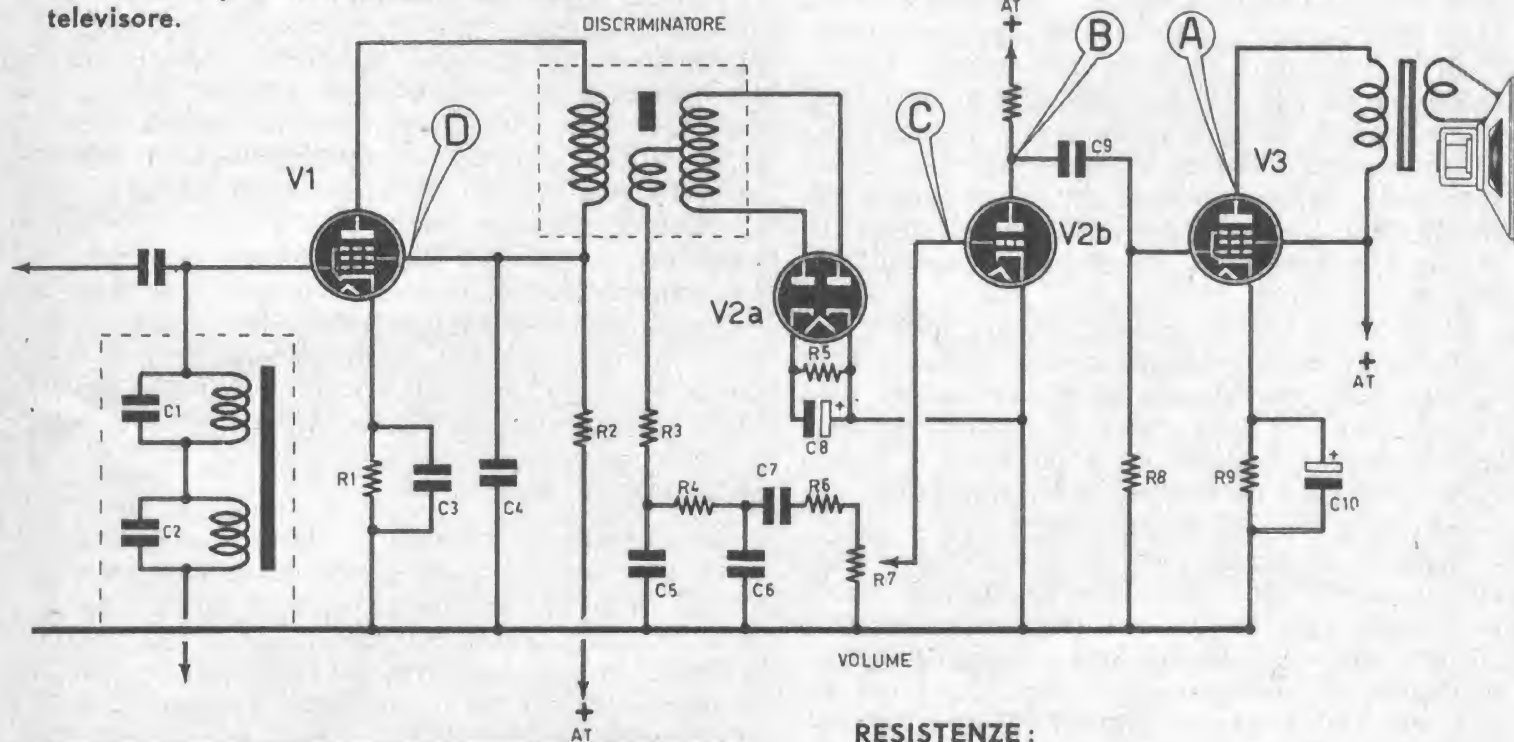 televisore.
DISCRIMINATORE
AT
+
B
A
C
D
V1
C9
V3
V2b
V2a
R5
+
C8
+
AT
C1
R2
R3
C7
R4
R6
R1
C3
C4
R8
R9
+
C10
C2
C5
C6
R7
VOLUME
+
AT
RESISTENZE: